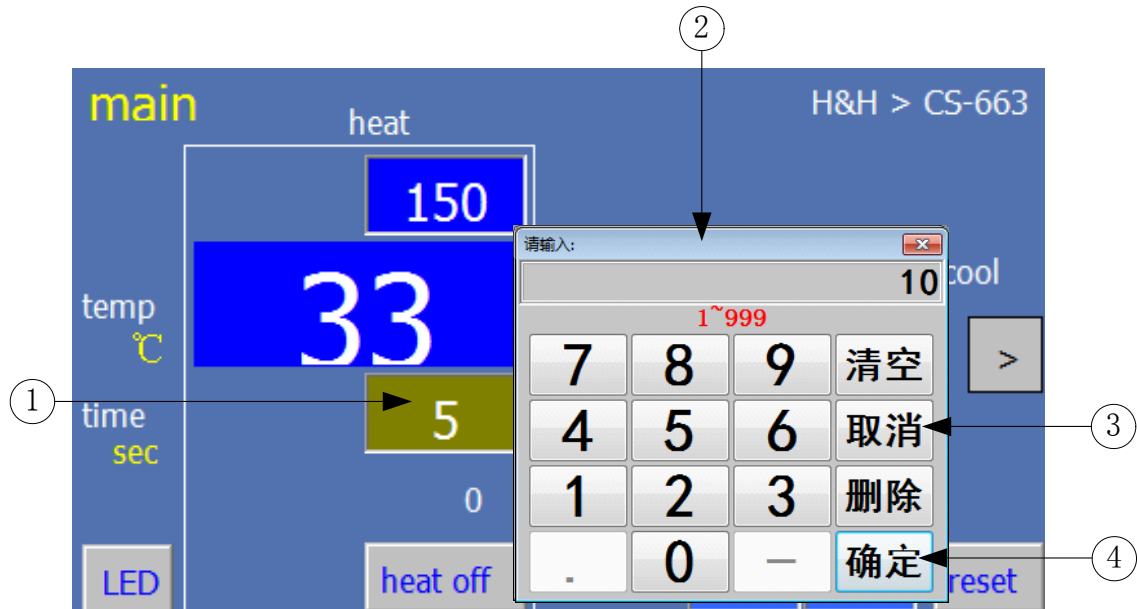 2
main
H&H > CS-663
heat
150
请输入:
10
cool
1~999
33
temp
℃
7 8 9 清空
>
1
5
time
sec
4 5 6 取消
3
0
1 2 3 删除
. 0 — 确定
4
LED
heat off
reset